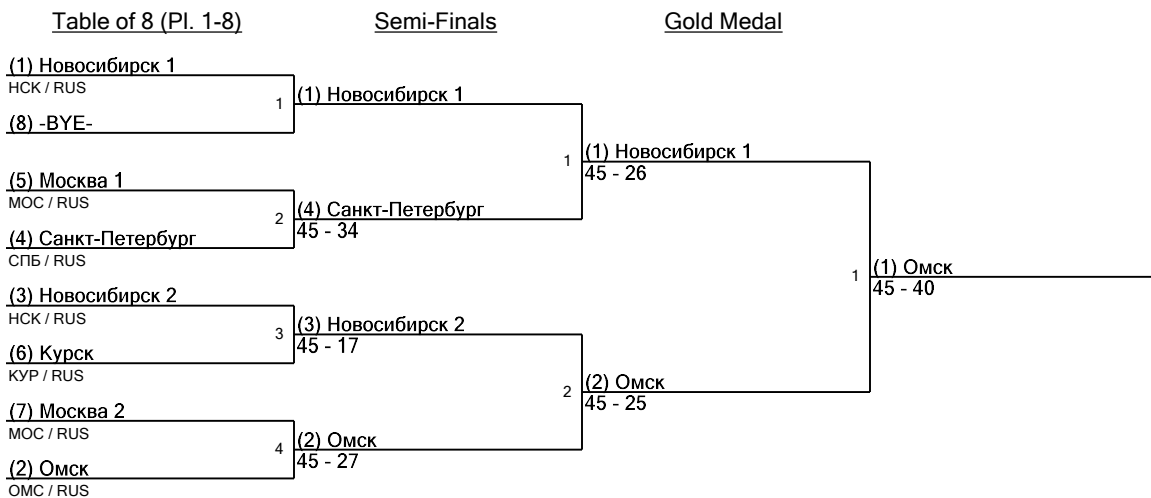 Table of 8 (Pl. 1-8)
Semi-Finals
Gold Medal
(1) Новосибирск 1
НСК / RUS
1
(1) Новосибирск 1
(8) -BYE-
1
(1) Новосибирск 1
45 - 26
(5) Москва 1
МОС / RUS
2
(4) Санкт-Петербург
45 - 34
(4) Санкт-Петербург
СПБ / RUS
1
(1) Омск
45 - 40
(3) Новосибирск 2
НСК / RUS
3
(3) Новосибирск 2
45 - 17
(6) Курск
КУР / RUS
2
(2) Омск
45 - 25
(7) Москва 2
МОС / RUS
4
(2) Омск
45 - 27
(2) Омск
ОМС / RUS